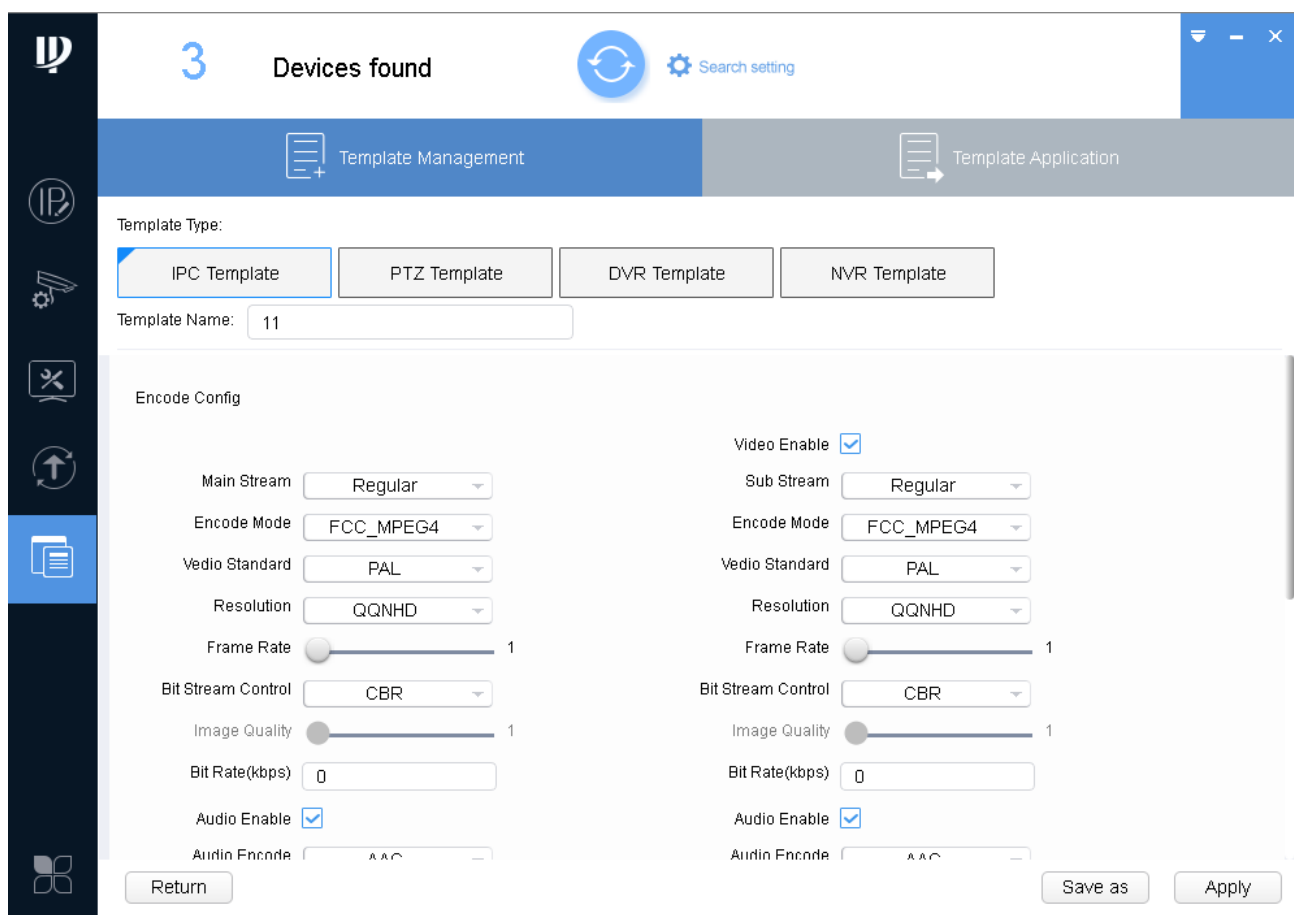 3 Devices found Search setting
Template Management Template Application
Template Type:
IPC Template PTZ Template DVR Template NVR Template
Template Name: 11
Encode Config
Video Enable
Main Stream Regular Sub Stream Regular
Encode Mode FCC_MPEG4 Encode Mode FCC_MPEG4
Vedio Standard PAL Vedio Standard PAL
Resolution QQNHD Resolution QQNHD
Frame Rate 1 Frame Rate 1
Bit Stream Control CBR Bit Stream Control CBR
Image Quality 1 Image Quality 1
Bit Rate(kbps) 0 Bit Rate(kbps) 0
Audio Enable Audio Enable
Audio Encode AAC Audio Encode AAC
Return Save as Apply